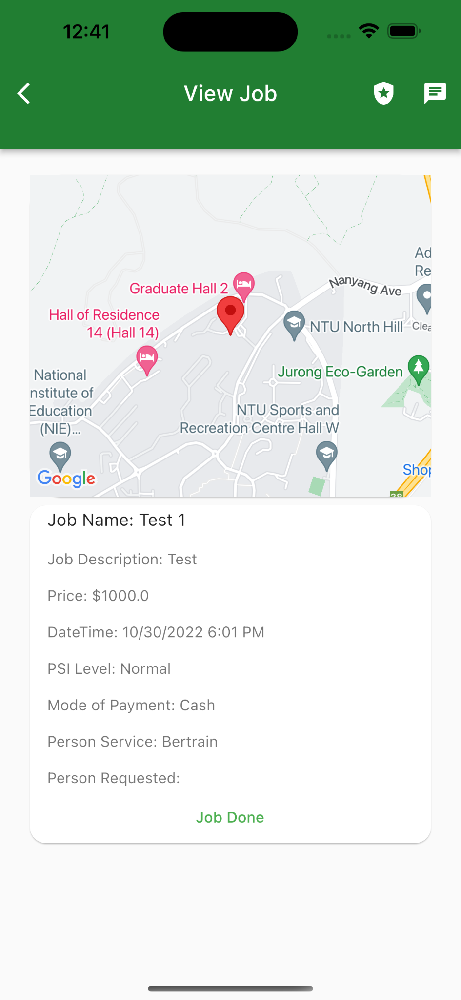 12:41
View Job
Ad
Re
Nanyang Ave
Graduate Hall 2
Hall of Residence
14 (Hall 14)
NTU North Hill
Clea
Jurong Eco-Garden
National
nstitute of
Education
(NIE)...
NTU Sports and
Recreation Centre Hall W
Shop
Google
28
Job Name: Test 1
Job Description: Test
Price: $1000.0
DateTime: 10/30/2022 6:01 PM
PSI Level: Normal
Mode of Payment: Cash
Person Service: Bertrain
Person Requested:
Job Done